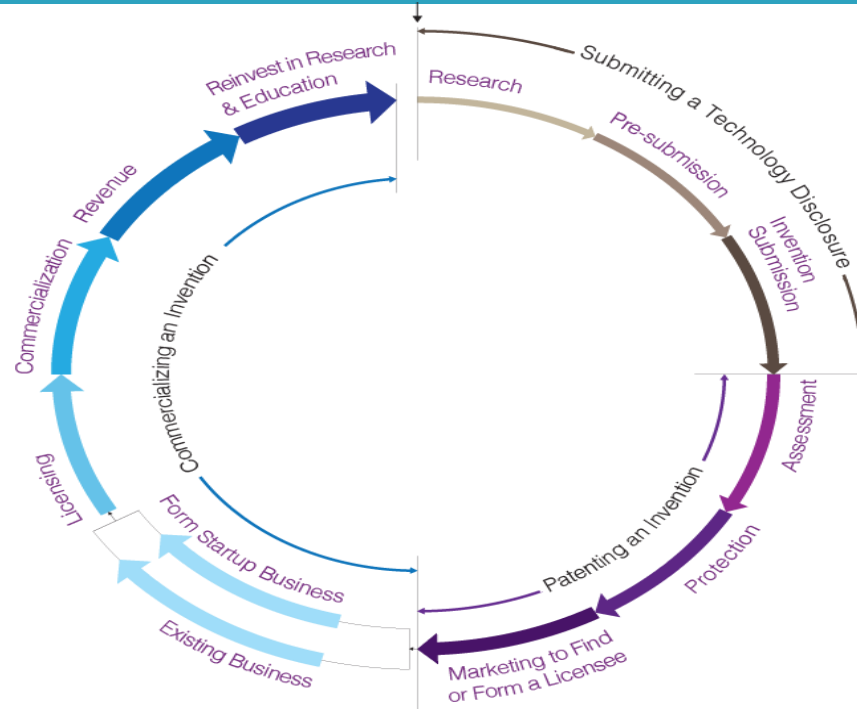 Research
Submitting a Technology Disclosure
Pre-submission
Invention
Submission
Assessment
Patenting an Invention
Protection
Marketing to Find
or Form a Licensee
Form Startup Business
Existing Business
Licensing
Commercializing an Invention
Commercialization
Revenue
Reinvest in Research
& Education